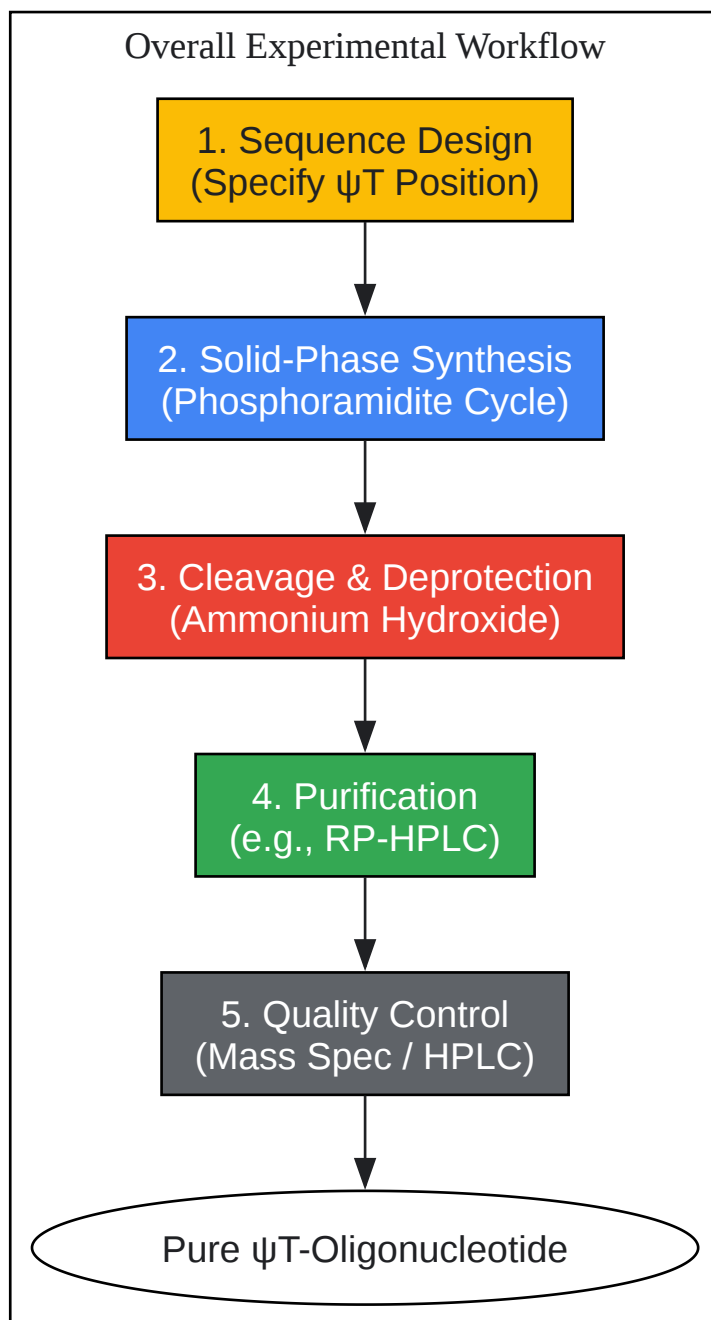 Overall Experimental Workflow
1. Sequence Design
(Specify ψT Position)
2. Solid-Phase Synthesis
(Phosphoramidite Cycle)
3. Cleavage & Deprotection
(Ammonium Hydroxide)
4. Purification
(e.g., RP-HPLC)
5. Quality Control
(Mass Spec / HPLC)
Pure ψT-Oligonucleotide